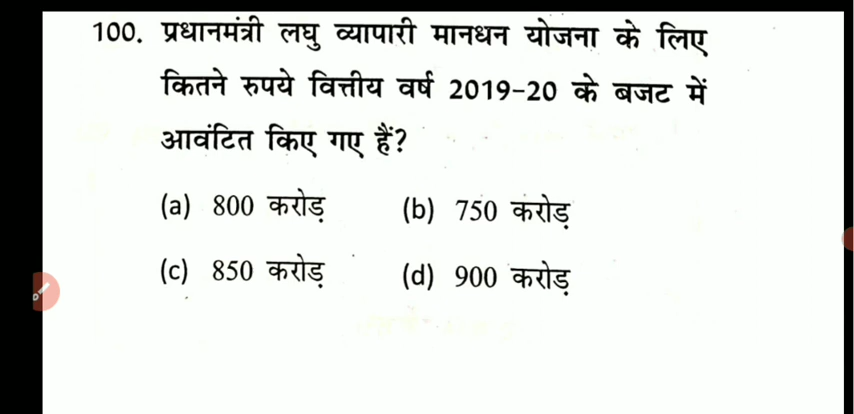 100. प्रधानमंत्री लघु व्यापारी मानधन योजना के लिए
कितने रुपये वित्तीय वर्ष 2019-20 के बजट में
आवंटित किए गए हैं?
(a) 800 करोड़ (b) 750 करोड़
(c) 850 करोड़ (d) 900 करोड़